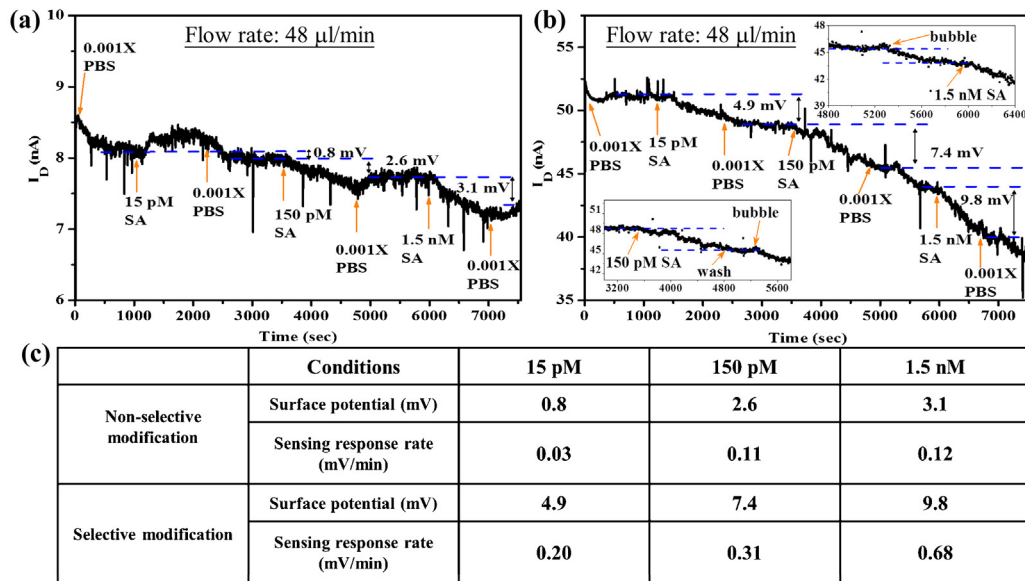 (a)
Flow rate: 48 μl/min
0.001X
PBS
0.8 mV
2.6 mV
3.1 mV
15 pM
SA
0.001X
PBS
150 pM
SA
0.001X
PBS
1.5 nM
SA
0.001X
PBS
10
9
8
7
6
I_D (nA)
0 1000 2000 3000 4000 5000 6000 7000
Time (sec)
(b)
Flow rate: 48 μl/min
bubble
1.5 nM SA
48
45
42
39
4800 5200 5600 6000 6400
4.9 mV
7.4 mV
9.8 mV
0.001X
PBS
15 pM
SA
0.001X
PBS
150 pM
SA
0.001X
PBS
1.5 nM
SA
0.001X
PBS
bubble
150 pM SA
wash
51
48
45
42
3200 4000 4800 5600
55
50
45
40
35
I_D (nA)
0 1000 2000 3000 4000 5000 6000 7000
Time (sec)
(c)
Conditions 15 pM 150 pM 1.5 nM
Non-selective
modification
Surface potential (mV) 0.8 2.6 3.1
Sensing response rate
(mV/min)
0.03 0.11 0.12
Selective modification
Surface potential (mV) 4.9 7.4 9.8
Sensing response rate
(mV/min)
0.20 0.31 0.68